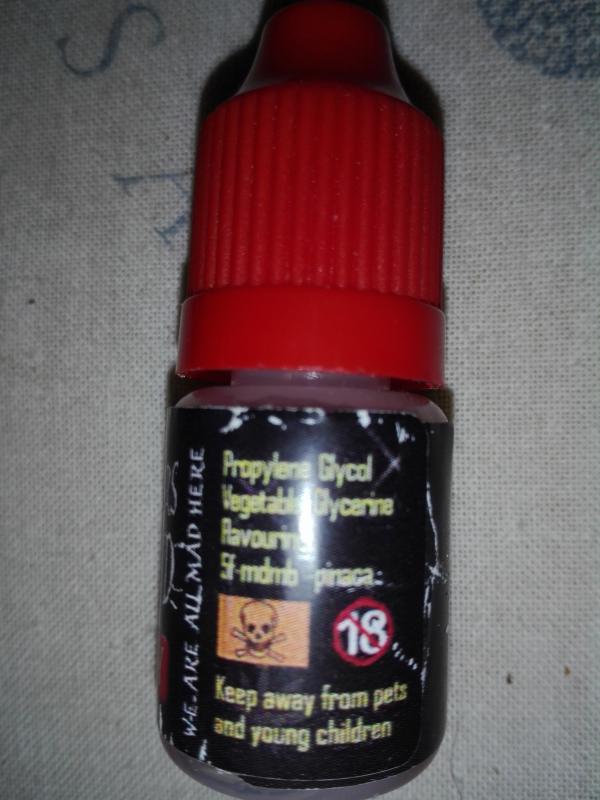 Propylene Glycol
Vegetable Glycerine
Flavouring
5f-mdmb -pinaca
18
Keep away from pets
and young children
WE ARE ALL MAD HERE